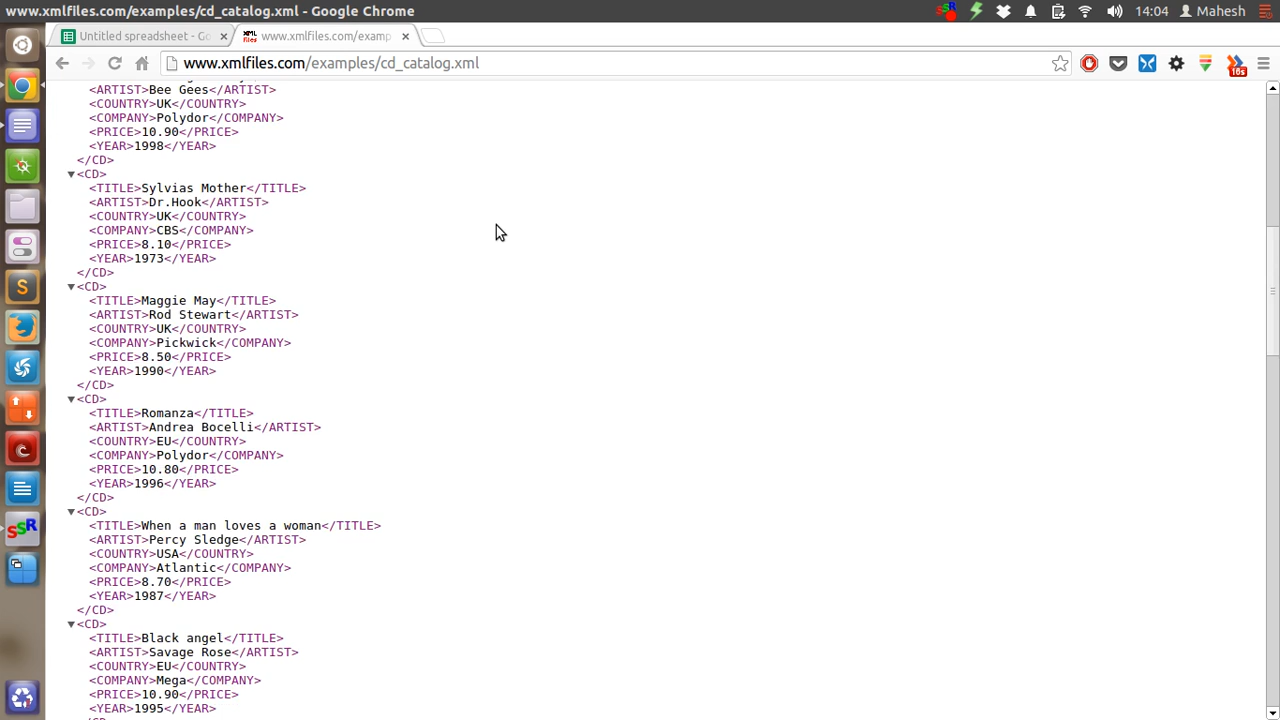 www.xmlfiles.com/examples/cd_catalog.xml - Google Chrome
14:04 Mahesh
Untitled spreadsheet - Go
www.xmlfiles.com/examp
www.xmlfiles.com/examples/cd_catalog.xml
16s
<ARTIST>Bee Gees</ARTIST>
<COUNTRY>UK</COUNTRY>
<COMPANY>Polydor</COMPANY>
<PRICE>10.90</PRICE>
<YEAR>1998</YEAR>
</CD>
▼<CD>
<TITLE>Sylvias Mother</TITLE>
<ARTIST>Dr.Hook</ARTIST>
<COUNTRY>UK</COUNTRY>
<COMPANY>CBS</COMPANY>
<PRICE>8.10</PRICE>
<YEAR>1973</YEAR>
</CD>
▼<CD>
<TITLE>Maggie May</TITLE>
<ARTIST>Rod Stewart</ARTIST>
<COUNTRY>UK</COUNTRY>
<COMPANY>Pickwick</COMPANY>
<PRICE>8.50</PRICE>
<YEAR>1990</YEAR>
</CD>
▼<CD>
<TITLE>Romanza</TITLE>
<ARTIST>Andrea Bocelli</ARTIST>
<COUNTRY>EU</COUNTRY>
<COMPANY>Polydor</COMPANY>
<PRICE>10.80</PRICE>
<YEAR>1996</YEAR>
</CD>
▼<CD>
<TITLE>When a man loves a woman</TITLE>
<ARTIST>Percy Sledge</ARTIST>
<COUNTRY>USA</COUNTRY>
<COMPANY>Atlantic</COMPANY>
<PRICE>8.70</PRICE>
<YEAR>1987</YEAR>
</CD>
▼<CD>
<TITLE>Black angel</TITLE>
<ARTIST>Savage Rose</ARTIST>
<COUNTRY>EU</COUNTRY>
<COMPANY>Mega</COMPANY>
<PRICE>10.90</PRICE>
<YEAR>1995</YEAR>